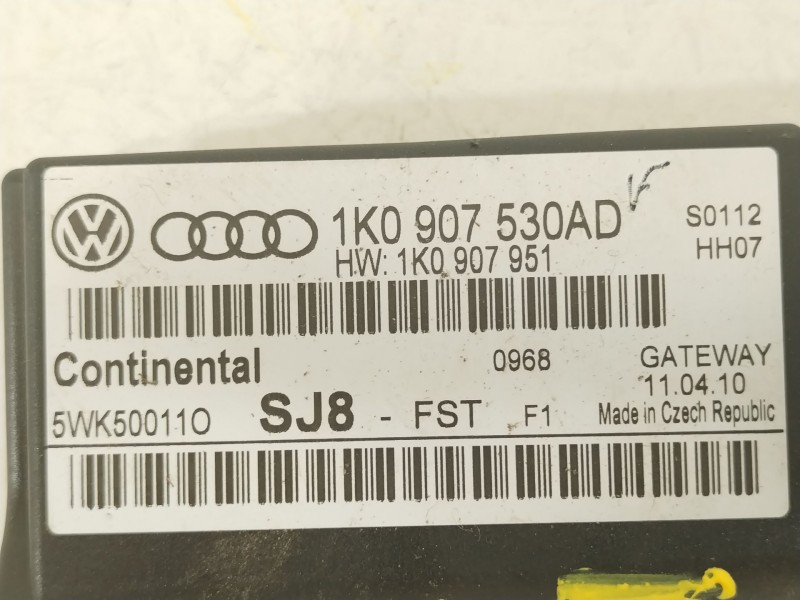 1K0 907 530AD
HW: 1K0 907 951
S0112
HH07
Continental
0968
GATEWAY
11.04.10
5WK50011O
SJ8 - FST F1
Made in Czech Republic